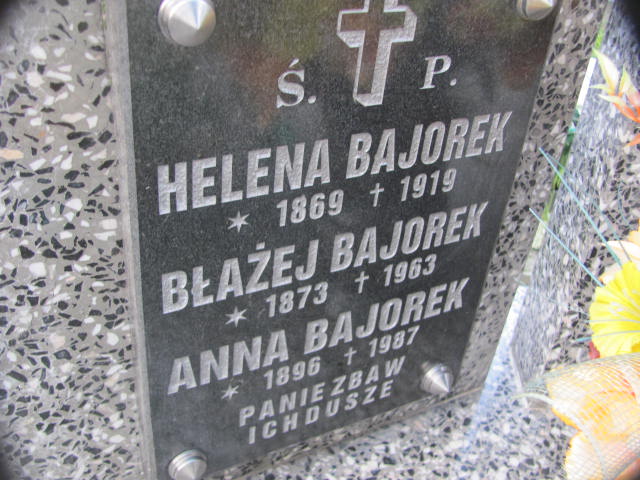 Ś. P.
HELENA BAJOREK
* 1869 † 1919
BŁAŻEJ BAJOREK
* 1873 † 1963
ANNA BAJOREK
* 1896 † 1987
PANIE ZBAW
ICH DUSZE